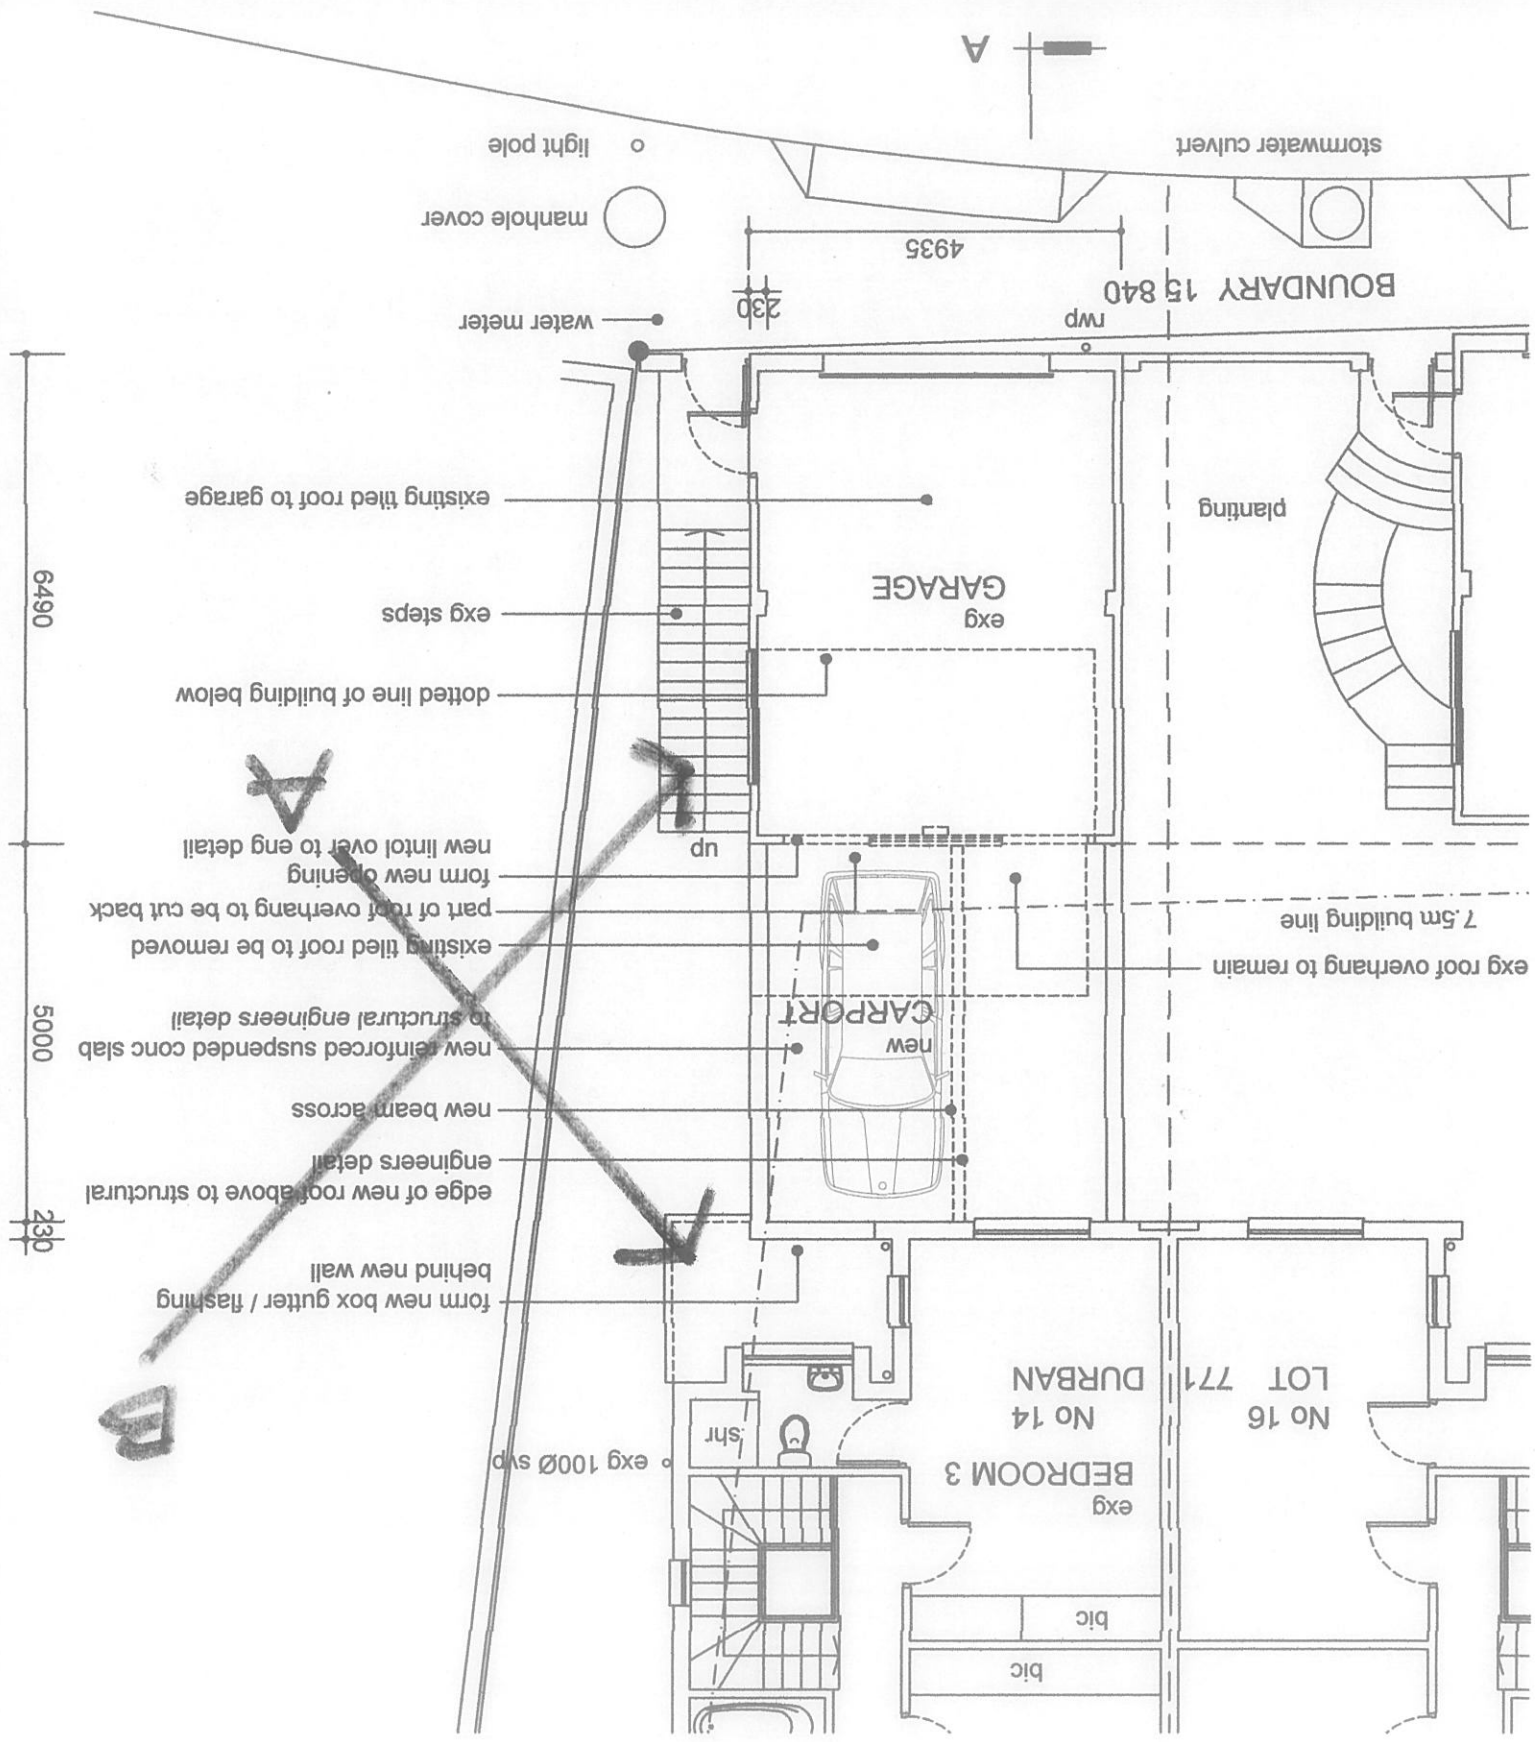 bic
bic
exg
BEDROOM 3
No 14
DURBAN
No 16
LOT 771
shr
exg 100Ø svp
B
form new box gutter / flashing
behind new wall
edge of new roof above to structural
engineers detail
new beam across
new reinforced suspended conc slab
to structural engineers detail
existing tiled roof to be removed
part of roof overhang to be cut back
form new opening
new lintol over to eng detail
A
new
CARPORT
exg roof overhang to remain
7.5m building line
up
dotted line of building below
exg steps
exg
GARAGE
existing tiled roof to garage
planting
230
5000
6490
rwp
water meter
BOUNDARY 15 840
230
4935
manhole cover
light pole
stormwater culvert
A